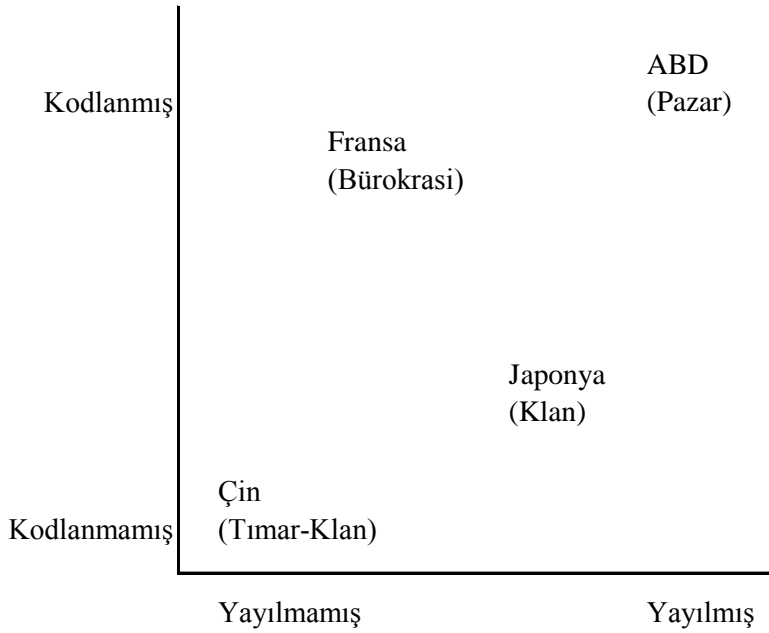 ABD
Kodlanmış
(Pazar)
Fransa
(Bürokrasi)
Japonya
(Klan)
Çin
Kodlanmamış
(Tımar-Klan)
Yayılmamış
Yayılmış